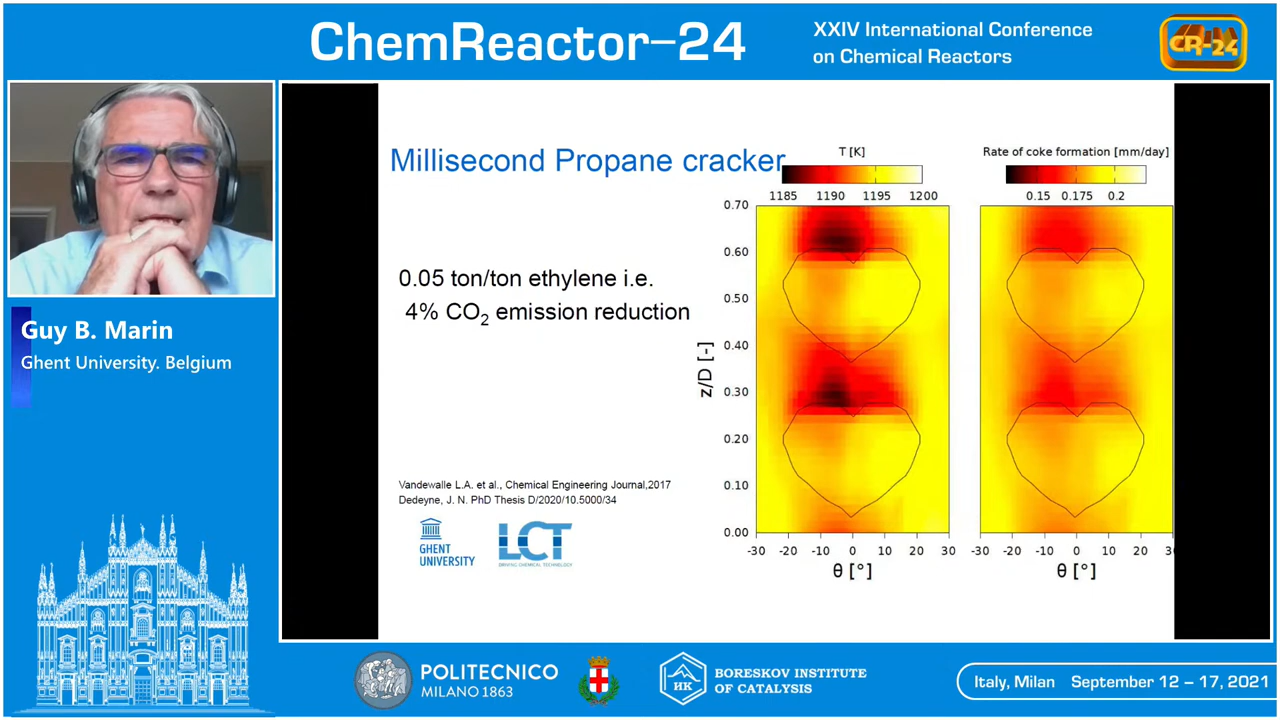 ChemReactor-24
XXIV International Conference
on Chemical Reactors
CR-24
Guy B. Marin
Ghent University. Belgium
Millisecond Propane cracker
0.05 ton/ton ethylene i.e.
4% CO₂ emission reduction
Vandewalle L.A. et al., Chemical Engineering Journal,2017
Dedeyne, J. N. PhD Thesis D/2020/10.5000/34
GHENT
UNIVERSITY
LCT
DRIVING CHEMICAL TECHNOLOGY
T [K]
1185 1190 1195 1200
Rate of coke formation [mm/day]
0.15 0.175 0.2
z/D [-]
0.70
0.60
0.50
0.40
0.30
0.20
0.10
0.00
-30 -20 -10 0 10 20 30
θ [°]
-30 -20 -10 0 10 20 3
θ [°]
POLITECNICO
MILANO 1863
НК
BORESKOV INSTITUTE
OF CATALYSIS
Italy, Milan September 12 – 17, 2021